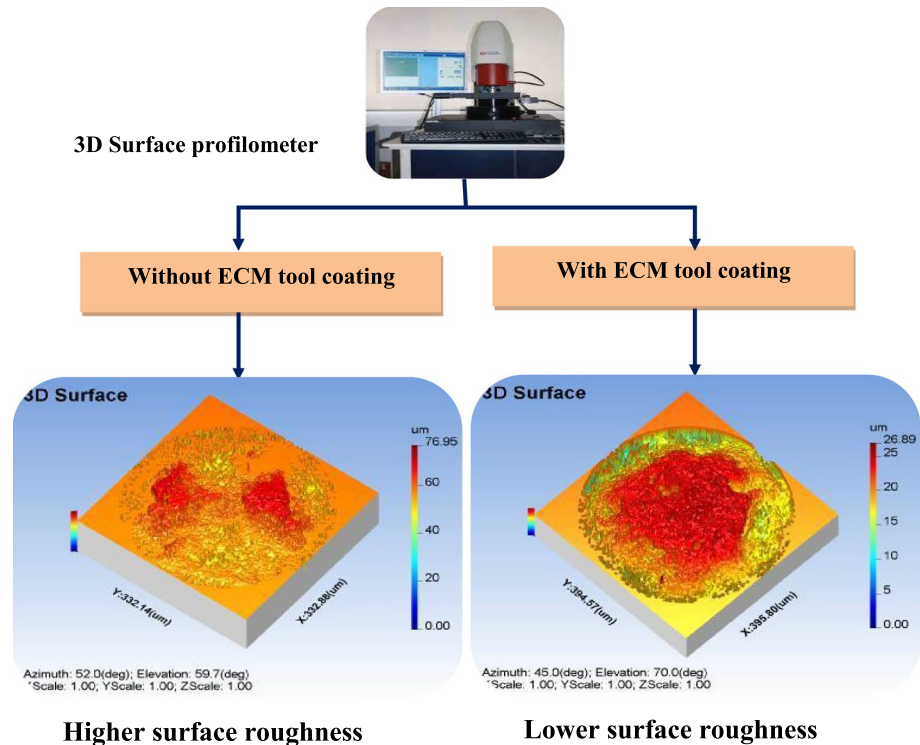 3D Surface profilometer
Without ECM tool coating
With ECM tool coating
3D Surface
um
76.95
60
40
20
0.00
Y:332.14(um)
X:332.88(um)
Azimuth: 52.0(deg); Elevation: 59.7(deg)
XScale: 1.00; YScale: 1.00; ZScale: 1.00
3D Surface
um
26.89
25
20
15
10
5
0.00
Y:394.57(um)
X:395.80(um)
Azimuth: 45.0(deg); Elevation: 70.0(deg)
XScale: 1.00; YScale: 1.00; ZScale: 1.00
Higher surface roughness
Lower surface roughness